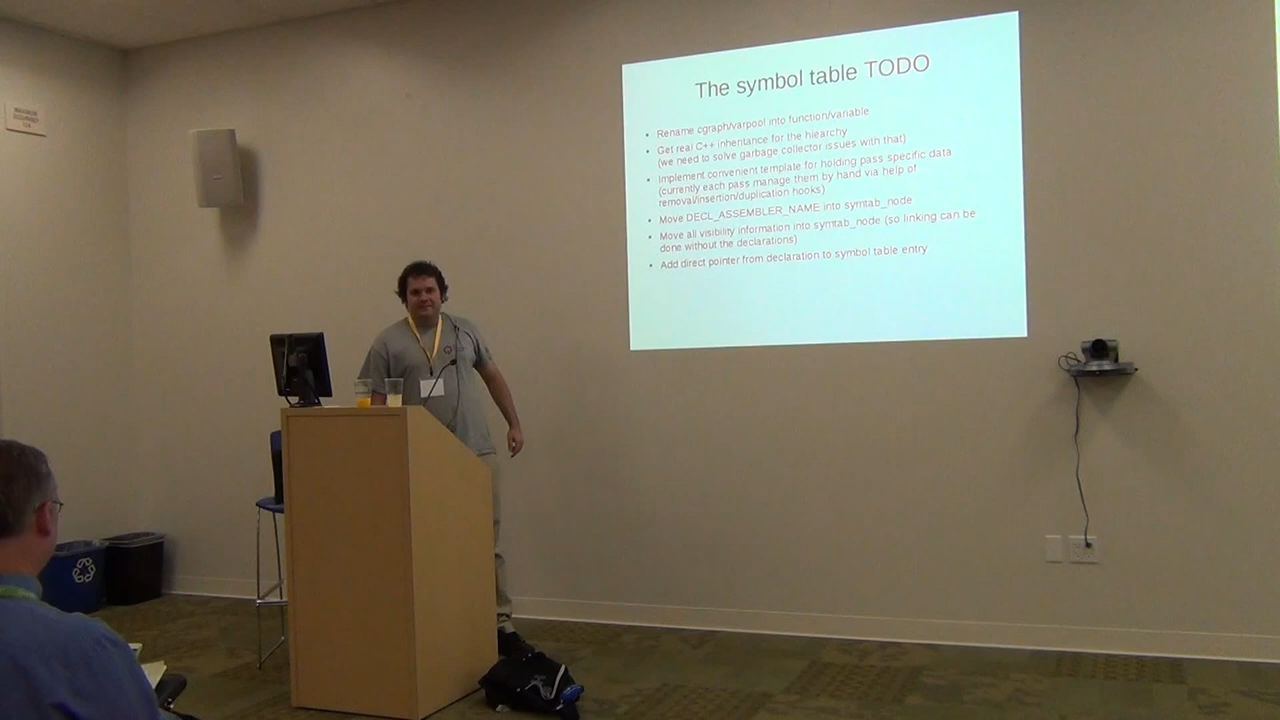 MAXIMUM
OCCUPANCY
The symbol table TODO
• Rename cgraph/varpool into function/variable
• Get real C++ inheritance for the hiearchy
(we need to solve garbage collector issues with that)
• Implement convenient template for holding pass specific data
(currently each pass manage them by hand via help of
removal/insertion/duplication hooks)
• Move DECL_ASSEMBLER_NAME into symtab_node
• Move all visibility information into symtab_node (so linking can be
done without the declarations)
• Add direct pointer from declaration to symbol table entry